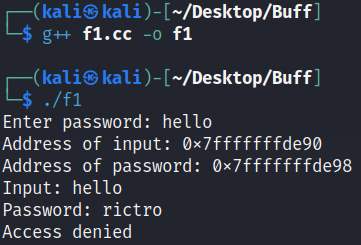 ┌──(kali㉿kali)-[~/Desktop/Buff]
└─$ g++ f1.cc -o f1
┌──(kali㉿kali)-[~/Desktop/Buff]
└─$ ./f1
Enter password: hello
Address of input: 0×7fffffffde90
Address of password: 0×7fffffffde98
Input: hello
Password: rictro
Access denied